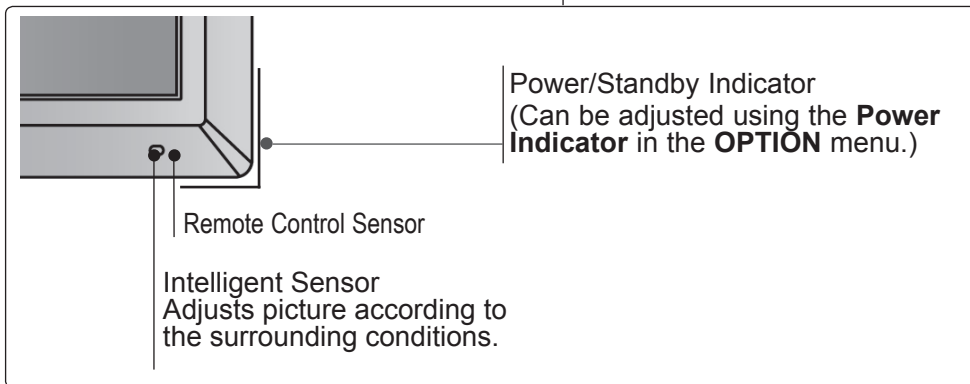 Power/Standby Indicator
(Can be adjusted using the Power
Indicator in the OPTION menu.)
Remote Control Sensor
Intelligent Sensor
Adjusts picture according to
the surrounding conditions.